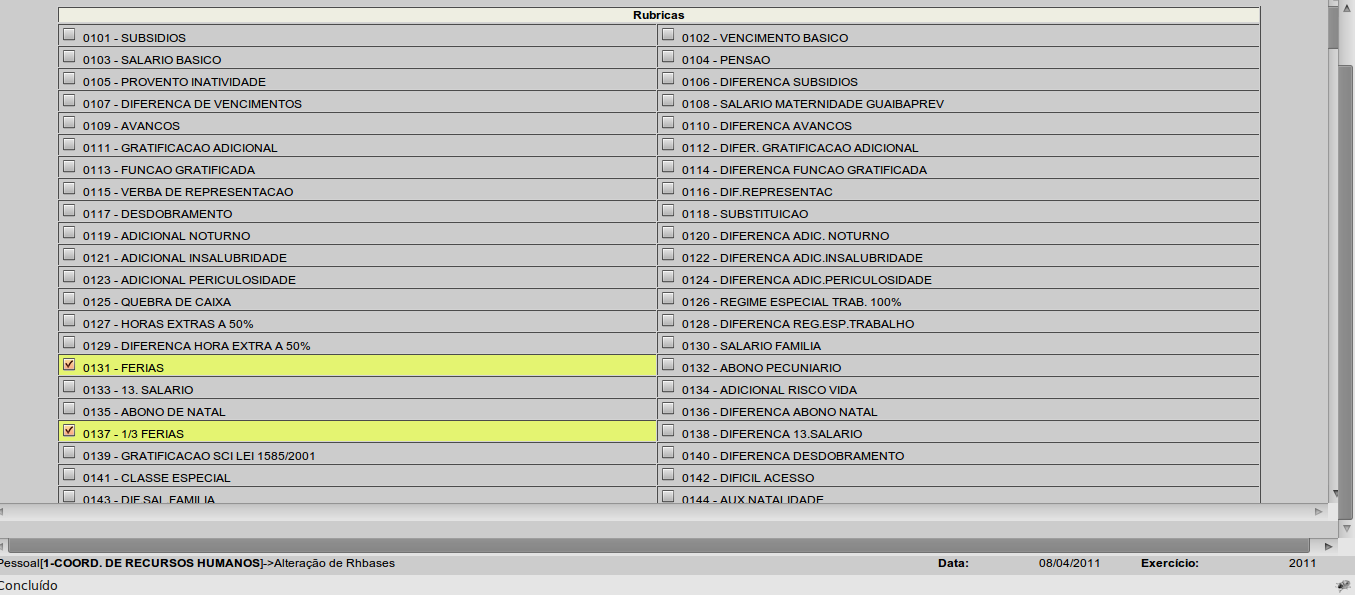 Rubricas
0101 - SUBSIDIOS 0102 - VENCIMENTO BASICO
0103 - SALARIO BASICO 0104 - PENSAO
0105 - PROVENTO INATIVIDADE 0106 - DIFERENCA SUBSIDIOS
0107 - DIFERENCA DE VENCIMENTOS 0108 - SALARIO MATERNIDADE GUAIBAPREV
0109 - AVANCOS 0110 - DIFERENCA AVANCOS
0111 - GRATIFICACAO ADICIONAL 0112 - DIFER. GRATIFICACAO ADICIONAL
0113 - FUNCAO GRATIFICADA 0114 - DIFERENCA FUNCAO GRATIFICADA
0115 - VERBA DE REPRESENTACAO 0116 - DIF.REPRESENTAC
0117 - DESDOBRAMENTO 0118 - SUBSTITUICAO
0119 - ADICIONAL NOTURNO 0120 - DIFERENCA ADIC. NOTURNO
0121 - ADICIONAL INSALUBRIDADE 0122 - DIFERENCA ADIC.INSALUBRIDADE
0123 - ADICIONAL PERICULOSIDADE 0124 - DIFERENCA ADIC.PERICULOSIDADE
0125 - QUEBRA DE CAIXA 0126 - REGIME ESPECIAL TRAB. 100%
0127 - HORAS EXTRAS A 50% 0128 - DIFERENCA REG.ESP.TRABALHO
0129 - DIFERENCA HORA EXTRA A 50% 0130 - SALARIO FAMILIA
0131 - FERIAS 0132 - ABONO PECUNIARIO
0133 - 13. SALARIO 0134 - ADICIONAL RISCO VIDA
0135 - ABONO DE NATAL 0136 - DIFERENCA ABONO NATAL
0137 - 1/3 FERIAS 0138 - DIFERENCA 13.SALARIO
0139 - GRATIFICACAO SCI LEI 1585/2001 0140 - DIFERENCA DESDOBRAMENTO
0141 - CLASSE ESPECIAL 0142 - DIFICIL ACESSO
0143 - DIF.SAL.FAMILIA 0144 - AUX.NATALIDADE
Pessoal[1-COORD. DE RECURSOS HUMANOS]->Alteração de Rhbases Data: 08/04/2011 Exercício: 2011
Concluído